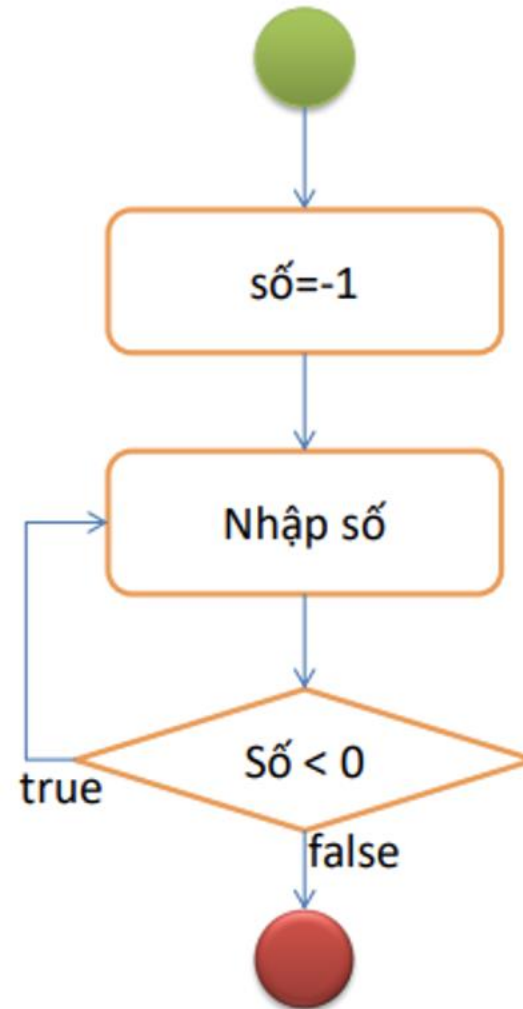 số=-1
Nhập số
Số < 0
true
false